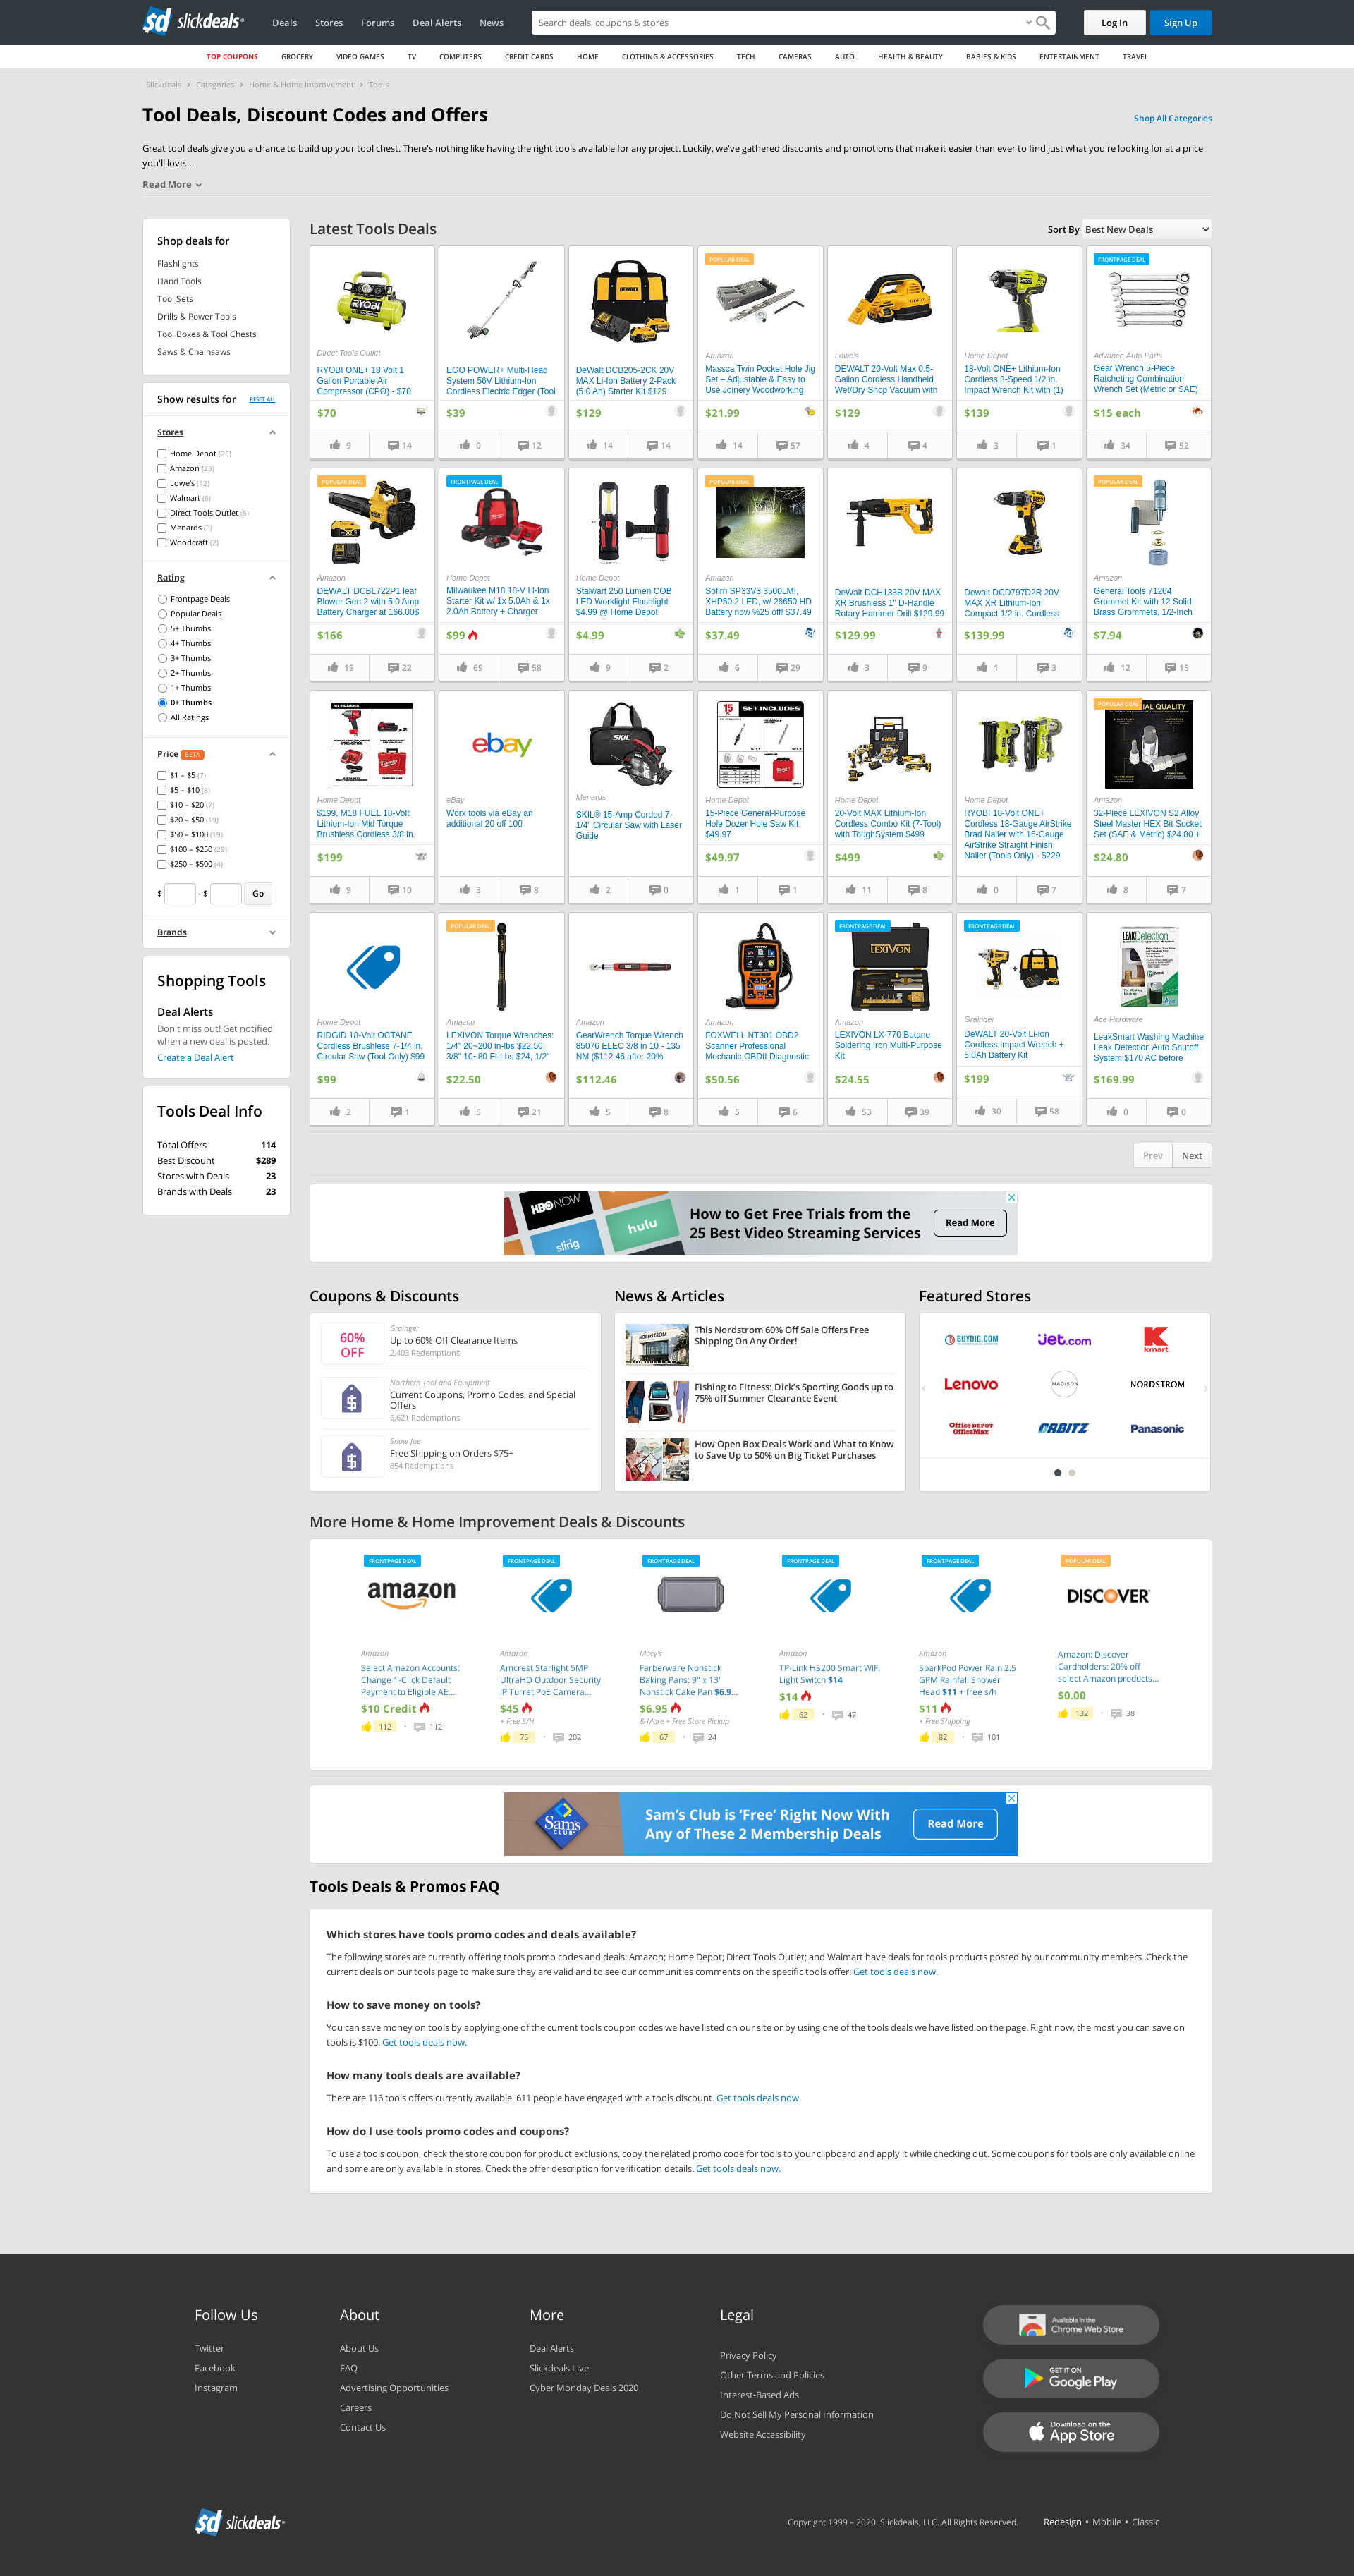 slickdeals
Deals
Stores
Forums
Deal Alerts
News
Search deals, coupons & stores
Log In
Sign Up
TOP COUPONS
GROCERY
VIDEO GAMES
TV
COMPUTERS
CREDIT CARDS
HOME
CLOTHING & ACCESSORIES
TECH
CAMERAS
AUTO
HEALTH & BEAUTY
BABIES & KIDS
ENTERTAINMENT
TRAVEL
Slickdeals > Categories > Home & Home Improvement > Tools
Tool Deals, Discount Codes and Offers
Shop All Categories
Great tool deals give you a chance to build up your tool chest. There's nothing like having the right tools available for any project. Luckily, we've gathered discounts and promotions that make it easier than ever to find just what you're looking for at a price
you'll love....
Read More
Shop deals for
Flashlights
Hand Tools
Tool Sets
Drills & Power Tools
Tool Boxes & Tool Chests
Saws & Chainsaws
Show results for
RESET ALL
Stores
Home Depot (25)
Amazon (25)
Lowe's (12)
Walmart (6)
Direct Tools Outlet (5)
Menards (3)
Woodcraft (2)
Rating
Frontpage Deals
Popular Deals
5+ Thumbs
4+ Thumbs
3+ Thumbs
2+ Thumbs
1+ Thumbs
0+ Thumbs
All Ratings
Price BETA
$1 – $5 (7)
$5 – $10 (8)
$10 – $20 (7)
$20 – $50 (19)
$50 – $100 (19)
$100 – $250 (29)
$250 – $500 (4)
$ - $ Go
Brands
Shopping Tools
Deal Alerts
Don't miss out! Get notified
when a new deal is posted.
Create a Deal Alert
Tools Deal Info
Total Offers 114
Best Discount $289
Stores with Deals 23
Brands with Deals 23
Latest Tools Deals
Sort By Best New Deals
RYOBI
Direct Tools Outlet
RYOBI ONE+ 18 Volt 1
Gallon Portable Air
Compressor (CPO) - $70
$70
9 14
EGO POWER+ Multi-Head
System 56V Lithium-Ion
Cordless Electric Edger (Tool
$39
0 12
DeWalt DCB205-2CK 20V
MAX Li-Ion Battery 2-Pack
(5.0 Ah) Starter Kit $129
$129
14 14
POPULAR DEAL
Amazon
Massca Twin Pocket Hole Jig
Set – Adjustable & Easy to
Use Joinery Woodworking
$21.99
14 57
Lowe's
DEWALT 20-Volt Max 0.5-
Gallon Cordless Handheld
Wet/Dry Shop Vacuum with
$129
4 4
Home Depot
18-Volt ONE+ Lithium-Ion
Cordless 3-Speed 1/2 in.
Impact Wrench Kit with (1)
$139
3 1
FRONTPAGE DEAL
Advance Auto Parts
Gear Wrench 5-Piece
Ratcheting Combination
Wrench Set (Metric or SAE)
$15 each
34 52
POPULAR DEAL
Amazon
DEWALT DCBL722P1 leaf
Blower Gen 2 with 5.0 Amp
Battery Charger at 166.00$
$166
19 22
FRONTPAGE DEAL
Home Depot
Milwaukee M18 18-V Li-Ion
Starter Kit w/ 1x 5.0Ah & 1x
2.0Ah Battery + Charger
$99
69 58
Home Depot
Stalwart 250 Lumen COB
LED Worklight Flashlight
$4.99 @ Home Depot
$4.99
9 2
POPULAR DEAL
Amazon
Sofirn SP33V3 3500LM!,
XHP50.2 LED, w/ 26650 HD
Battery now %25 off! $37.49
$37.49
6 29
DeWalt DCH133B 20V MAX
XR Brushless 1" D-Handle
Rotary Hammer Drill $129.99
$129.99
3 9
Dewalt DCD797D2R 20V
MAX XR Lithium-Ion
Compact 1/2 in. Cordless
$139.99
1 3
POPULAR DEAL
Amazon
General Tools 71264
Grommet Kit with 12 Solid
Brass Grommets, 1/2-Inch
$7.94
12 15
Home Depot
$199, M18 FUEL 18-Volt
Lithium-Ion Mid Torque
Brushless Cordless 3/8 in.
$199
9 10
ebay
eBay
Worx tools via eBay an
additional 20 off 100
3 8
SKIL
Menards
SKIL® 15-Amp Corded 7-
1/4" Circular Saw with Laser
Guide
2 0
15 SET INCLUDES
Home Depot
15-Piece General-Purpose
Hole Dozer Hole Saw Kit
$49.97
$49.97
1 1
Home Depot
20-Volt MAX Lithium-Ion
Cordless Combo Kit (7-Tool)
with ToughSystem $499
$499
11 8
Home Depot
RYOBI 18-Volt ONE+
Cordless 18-Gauge AirStrike
Brad Nailer with 16-Gauge
AirStrike Straight Finish
Nailer (Tools Only) - $229
0 7
POPULAR DEAL
Amazon
32-Piece LEXIVON S2 Alloy
Steel Master HEX Bit Socket
Set (SAE & Metric) $24.80 +
$24.80
8 7
Home Depot
RIDGID 18-Volt OCTANE
Cordless Brushless 7-1/4 in.
Circular Saw (Tool Only) $99
$99
2 1
POPULAR DEAL
Amazon
LEXIVON Torque Wrenches:
1/4" 20~200 in-lbs $22.50,
3/8" 10~80 Ft-Lbs $24, 1/2"
$22.50
5 21
Amazon
GearWrench Torque Wrench
85076 ELEC 3/8 in 10 - 135
NM ($112.46 after 20%
$112.46
5 8
Amazon
FOXWELL NT301 OBD2
Scanner Professional
Mechanic OBDII Diagnostic
$50.56
5 6
FRONTPAGE DEAL
LEXIVON
Amazon
LEXIVON LX-770 Butane
Soldering Iron Multi-Purpose
Kit
$24.55
53 39
FRONTPAGE DEAL
Grainger
DeWALT 20-Volt Li-ion
Cordless Impact Wrench +
5.0Ah Battery Kit
$199
30 58
LEAKDetection
Ace Hardware
LeakSmart Washing Machine
Leak Detection Auto Shutoff
System $170 AC before
$169.99
0 0
Prev
Next
HBO NOW
hulu
sling
How to Get Free Trials from the
25 Best Video Streaming Services
Read More
Coupons & Discounts
60%
OFF
Grainger
Up to 60% Off Clearance Items
2,403 Redemptions
Northern Tool and Equipment
Current Coupons, Promo Codes, and Special
Offers
6,621 Redemptions
Snow Joe
Free Shipping on Orders $75+
854 Redemptions
News & Articles
NORDSTROM
This Nordstrom 60% Off Sale Offers Free
Shipping On Any Order!
Fishing to Fitness: Dick's Sporting Goods up to
75% off Summer Clearance Event
How Open Box Deals Work and What to Know
to Save Up to 50% on Big Ticket Purchases
Featured Stores
BUYDIG.COM
jet.com
kmart
Lenovo
MADISON
NORDSTROM
Office DEPOT
OfficeMax
ORBITZ
Panasonic
More Home & Home Improvement Deals & Discounts
FRONTPAGE DEAL
amazon
Amazon
Select Amazon Accounts:
Change 1-Click Default
Payment to Eligible AE...
$10 Credit
112 · 112
FRONTPAGE DEAL
Amazon
Amcrest Starlight 5MP
UltraHD Outdoor Security
IP Turret PoE Camera...
$45
+ Free S/H
75 · 202
FRONTPAGE DEAL
Macy's
Farberware Nonstick
Baking Pans: 9" x 13"
Nonstick Cake Pan $6.9...
$6.95
& More + Free Store Pickup
67 · 24
FRONTPAGE DEAL
Amazon
TP-Link HS200 Smart WiFi
Light Switch $14
$14
62 · 47
FRONTPAGE DEAL
Amazon
SparkPod Power Rain 2.5
GPM Rainfall Shower
Head $11 + free s/h
$11
+ Free Shipping
82 · 101
POPULAR DEAL
DISCOVER
Amazon: Discover
Cardholders: 20% off
select Amazon products...
$0.00
132 · 38
Sam's
CLUB
Sam's Club is ‘Free’ Right Now With
Any of These 2 Membership Deals
Read More
Tools Deals & Promos FAQ
Which stores have tools promo codes and deals available?
The following stores are currently offering tools promo codes and deals: Amazon; Home Depot; Direct Tools Outlet; and Walmart have deals for tools products posted by our community members. Check the
current deals on our tools page to make sure they are valid and to see our communities comments on the specific tools offer. Get tools deals now.
How to save money on tools?
You can save money on tools by applying one of the current tools coupon codes we have listed on our site or by using one of the tools deals we have listed on the page. Right now, the most you can save on
tools is $100. Get tools deals now.
How many tools deals are available?
There are 116 tools offers currently available. 611 people have engaged with a tools discount. Get tools deals now.
How do I use tools promo codes and coupons?
To use a tools coupon, check the store coupon for product exclusions, copy the related promo code for tools to your clipboard and apply it while checking out. Some coupons for tools are only available online
and some are only available in stores. Check the offer description for verification details. Get tools deals now.
Follow Us
Twitter
Facebook
Instagram
About
About Us
FAQ
Advertising Opportunities
Careers
Contact Us
More
Deal Alerts
Slickdeals Live
Cyber Monday Deals 2020
Legal
Privacy Policy
Other Terms and Policies
Interest-Based Ads
Do Not Sell My Personal Information
Website Accessibility
Available in the
Chrome Web Store
GET IT ON
Google Play
Download on the
App Store
slickdeals
Copyright 1999 – 2020. Slickdeals, LLC. All Rights Reserved.
Redesign • Mobile • Classic